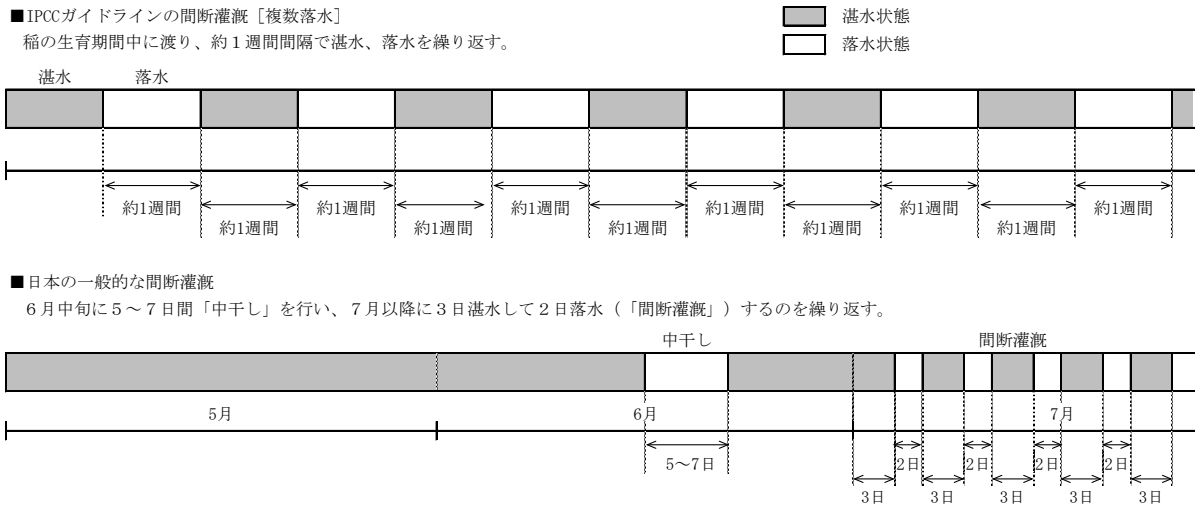 ■IPCCガイドラインの間断灌漑［複数落水］
稲の生育期間中に渡り、約１週間間隔で湛水、落水を繰り返す。
湛水状態
落水状態
湛水 落水
約1週間 約1週間 約1週間 約1週間 約1週間 約1週間
約1週間 約1週間 約1週間 約1週間 約1週間
■日本の一般的な間断灌漑
６月中旬に５～７日間「中干し」を行い、７月以降に３日湛水して２日落水（「間断灌漑」）するのを繰り返す。
中干し 間断灌漑
5月 6月 7月
5～7日 2日 2日 2日 2日
3日 3日 3日 3日 3日